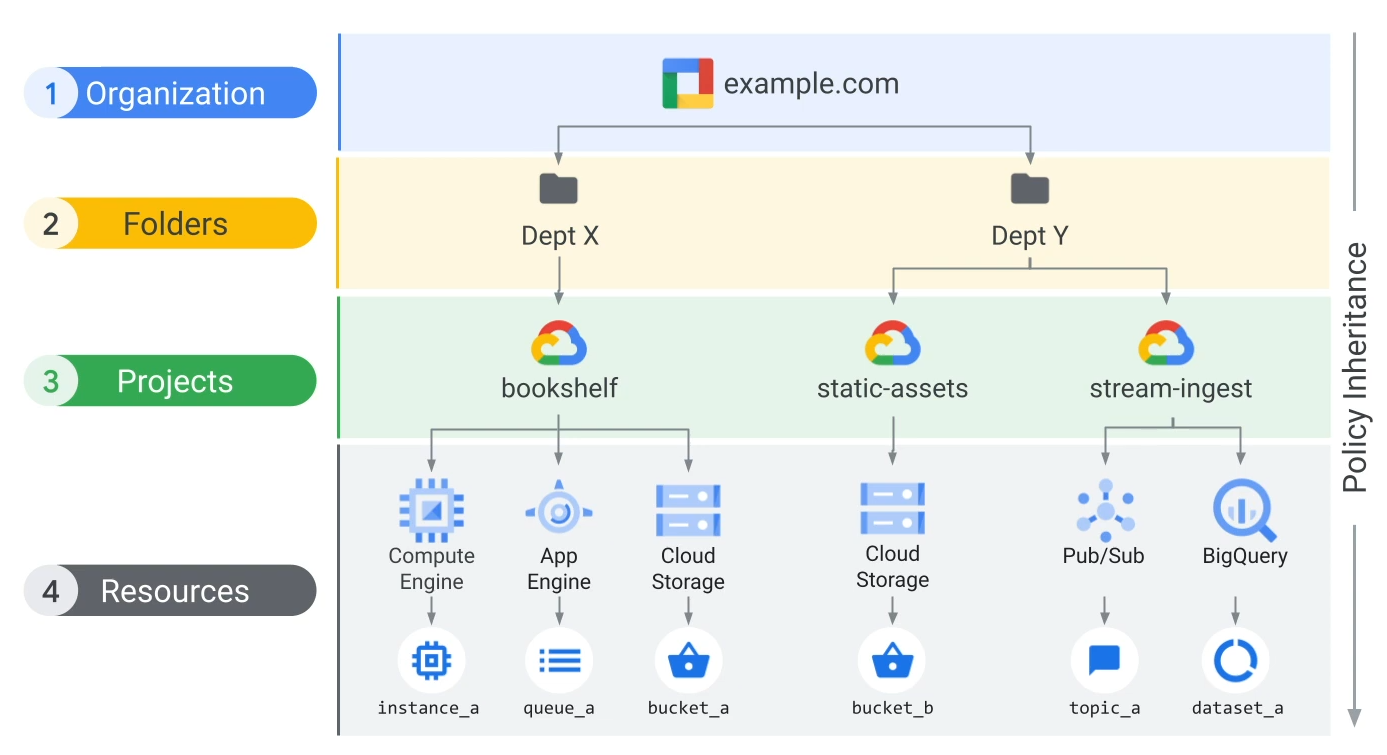 1 Organization
example.com
2 Folders
Dept X
Dept Y
3 Projects
bookshelf
static-assets
stream-ingest
4 Resources
Compute
Engine
App
Engine
Cloud
Storage
Cloud
Storage
Pub/Sub
BigQuery
instance_a
queue_a
bucket_a
bucket_b
topic_a
dataset_a
Policy Inheritance